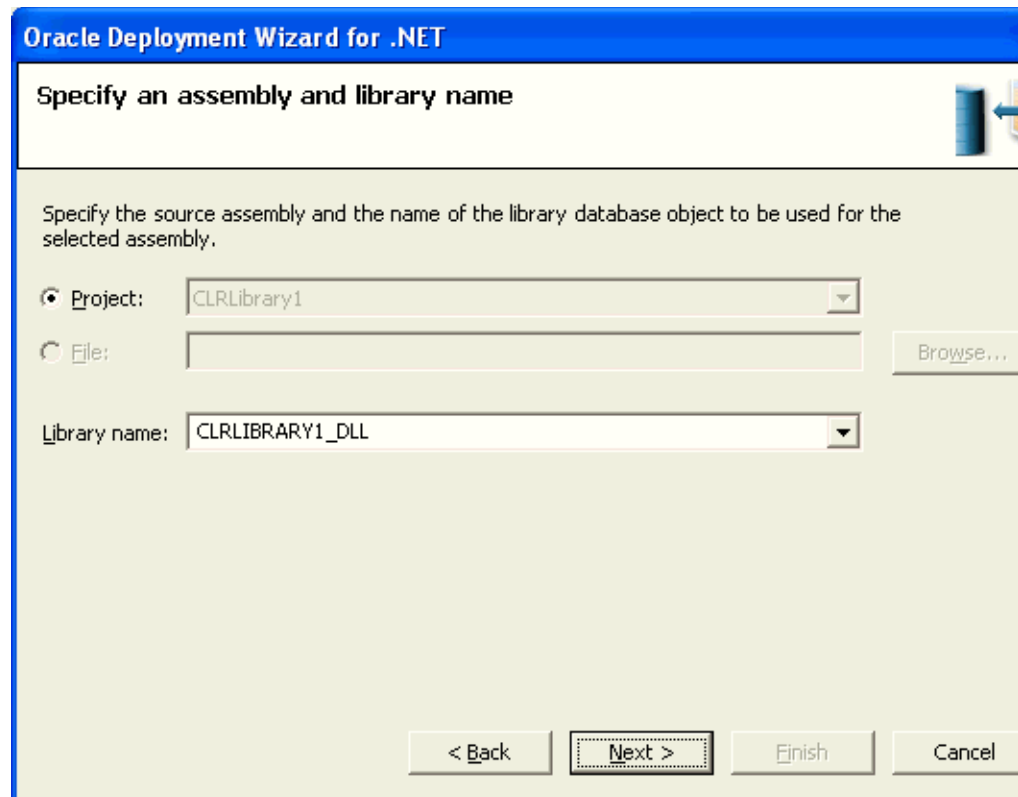 Oracle Deployment Wizard for .NET
Specify an assembly and library name
Specify the source assembly and the name of the library database object to be used for the
selected assembly.
Project: CLRLibrary1
File: Browse...
Library name: CLRLIBRARY1_DLL
< Back Next > Finish Cancel